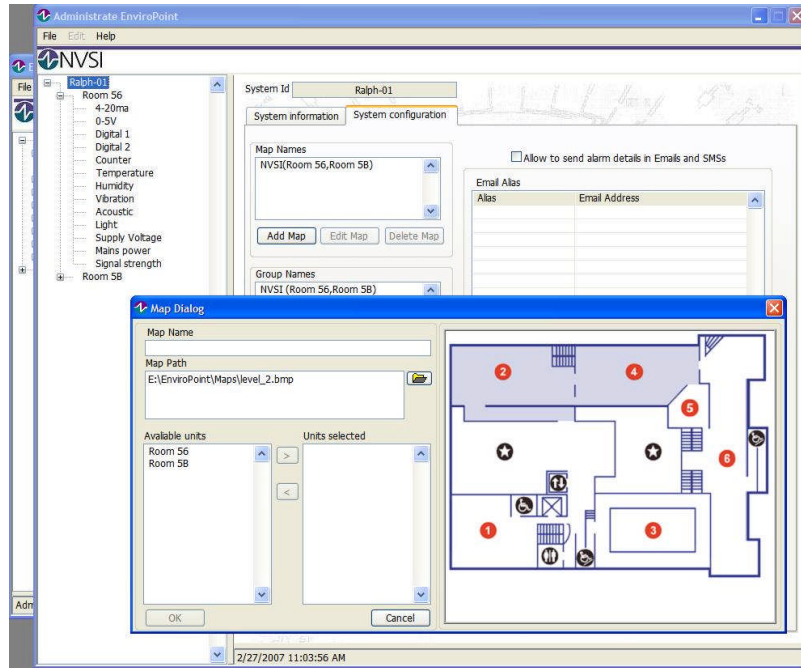 Administrate EnviroPoint
File Edit Help
NVSI
E
File
Adm
Ralph-01
Room 56
4-20ma
0-5V
Digital 1
Digital 2
Counter
Temperature
Humidity
Vibration
Acoustic
Light
Supply Voltage
Mains power
Signal strength
Room 5B
System Id Ralph-01
System information System configuration
Map Names
NVSI(Room 56,Room 5B)
Add Map Edit Map Delete Map
Group Names
NVSI (Room 56,Room 5B)
Allow to send alarm details in Emails and SMSs
Email Alias
Alias Email Address
Map Dialog
Map Name
Map Path
E:\EnviroPoint\Maps\level_2.bmp
Available units Units selected
Room 56
Room 5B
>
<
OK Cancel
2 4
5
6
1 3
2/27/2007 11:03:56 AM